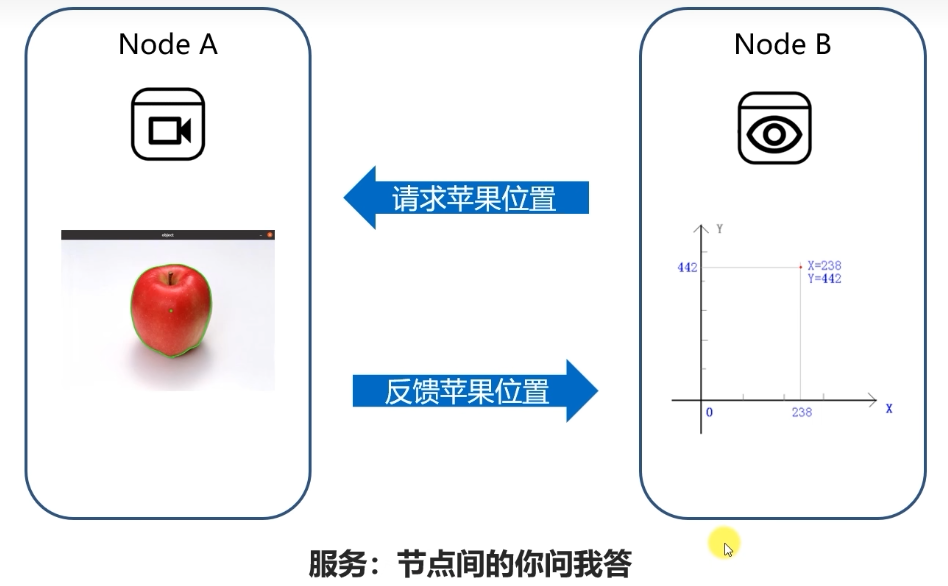 Node A
Node B
请求苹果位置
object
Y
442
X=238
Y=442
反馈苹果位置
0
238
X
服务：节点间的你问我答